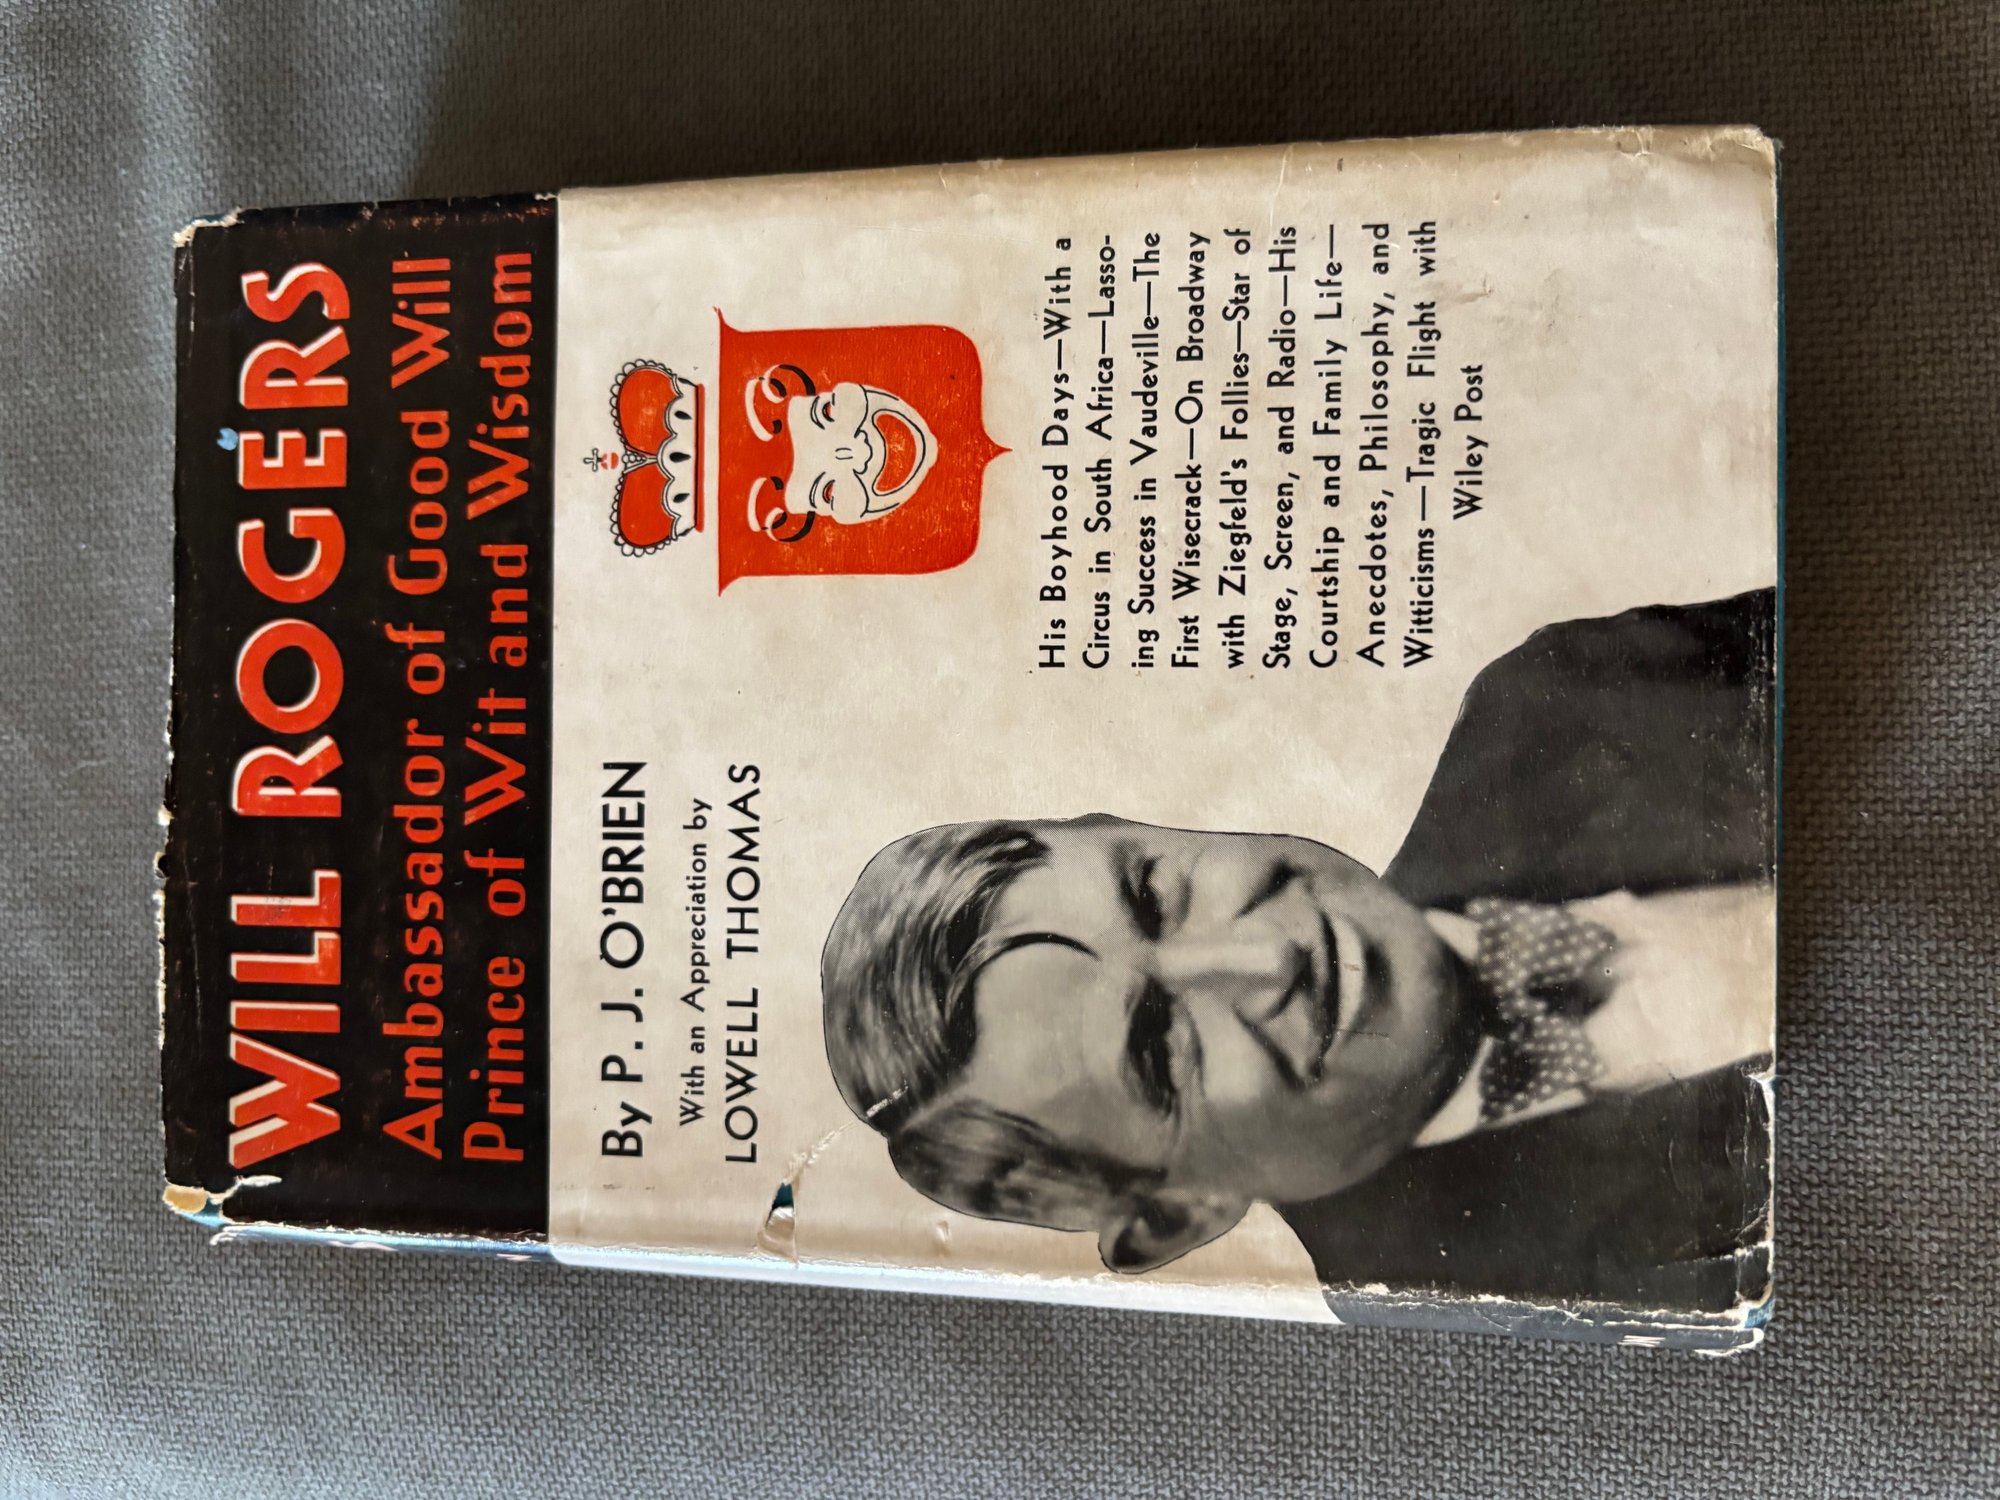 WILL ROGERS
Ambassador of Good Will
Prince of Wit and Wisdom
By P. J. O'BRIEN
With an Appreciation by
LOWELL THOMAS
His Boyhood Days—With a
Circus in South Africa—Lasso-
ing Success in Vaudeville—The
First Wisecrack—On Broadway
with Ziegfeld's Follies—Star of
Stage, Screen, and Radio—His
Courtship and Family Life—
Anecdotes, Philosophy, and
Witticisms—Tragic Flight with
Wiley Post